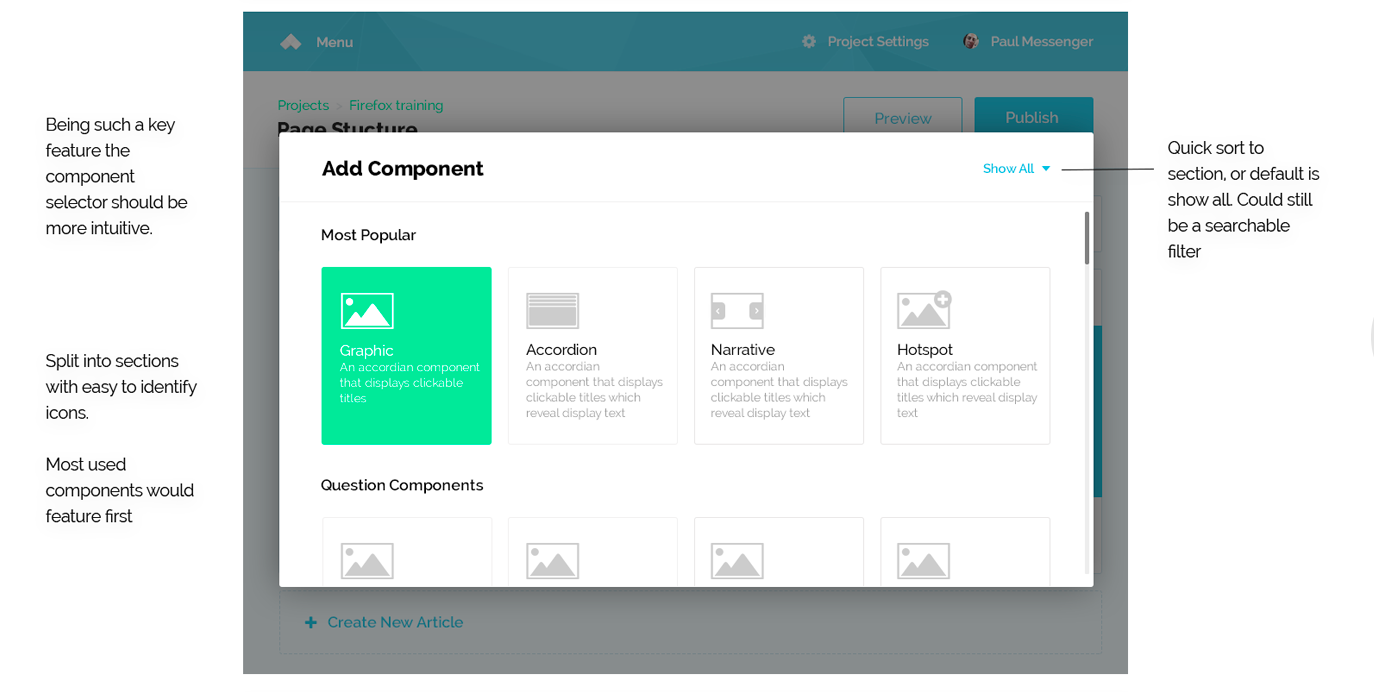 Menu
Project Settings
Paul Messenger
Projects > Firefox training
Page Stucture
Preview
Publish
Being such a key
feature the
component
selector should be
more intuitive.
Split into sections
with easy to identify
icons.
Most used
components would
feature first
Add Component
Show All
Quick sort to
section, or default is
show all. Could still
be a searchable
filter
Most Popular
Graphic
An accordian component
that displays clickable
titles
Accordion
An accordian
component that displays
clickable titles which
reveal display text
Narrative
An accordian
component that displays
clickable titles which
reveal display text
Hotspot
An accordian component
that displays clickable
titles which reveal display
text
Question Components
Create New Article